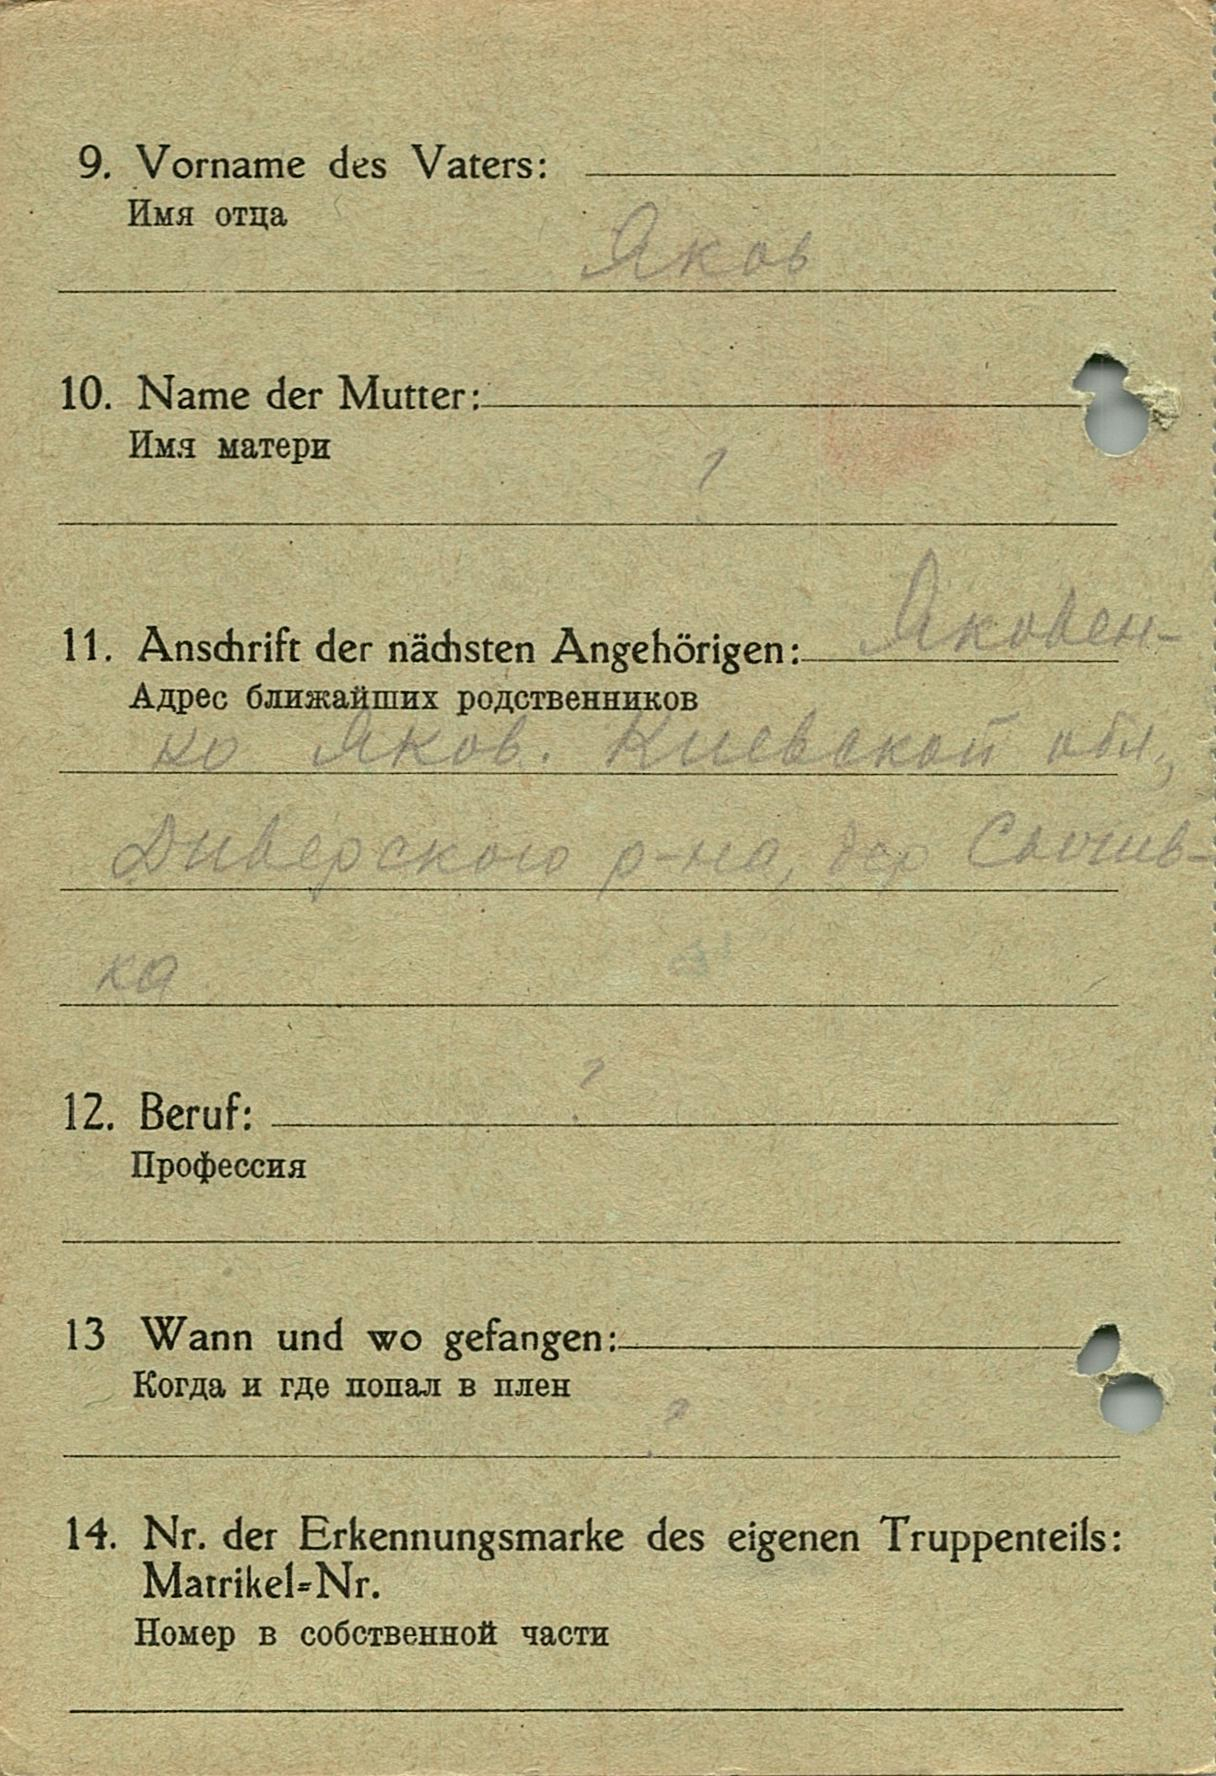 9. Vorname des Vaters:
Имя отца
Яков
10. Name der Mutter:
Имя матери
?
Яковен-
11. Anschrift der nächsten Angehörigen:
Адрес ближайших родственников
ко Яков. Киевской обл,
Диверского р-на, дер
ка
?
12. Beruf:
Профессия
13 Wann und wo gefangen:
Когда и где попал в плен
?
14. Nr. der Erkennungsmarke des eigenen Truppenteils:
Matrikel=Nr.
Номер в собственной части